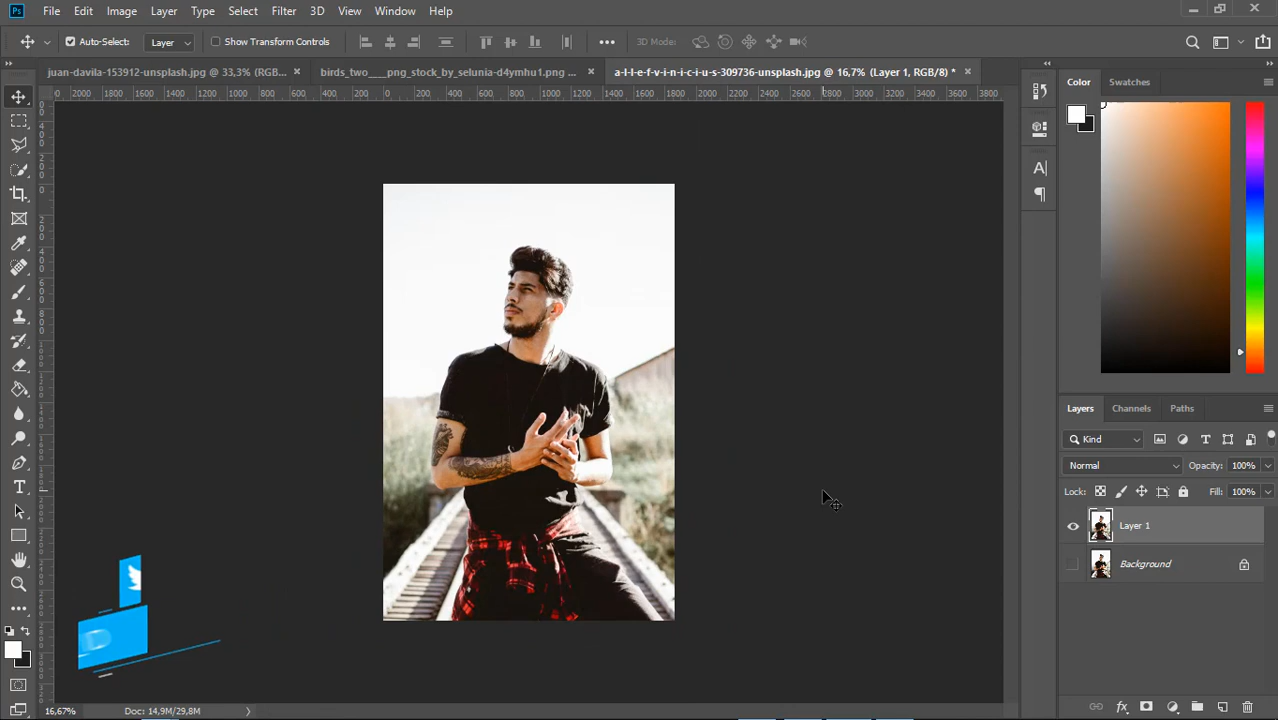 Ps File Edit Image Layer Type Select Filter 3D View Window Help
Auto-Select: Layer Show Transform Controls 3D Mode:
juan-davila-153912-unsplash.jpg @ 33,3% (RGB... × birds_two___png_stock_by_selunia-d4ymhu1.png ... × a-l-l-e-f-v-i-n-i-c-i-u-s-309736-unsplash.jpg @ 16,7% (Layer 1, RGB/8) * ×
0 2000 1800 1600 1400 1200 1000 800 600 400 200 0 200 400 600 800 1000 1200 1400 1600 1800 2000 2200 2400 2600 2800 3000 3200 3400 3600 3800
Color Swatches
Layers Channels Paths
Kind
Normal Opacity: 100%
Lock: Fill: 100%
Layer 1
Background
16,67% Doc: 14,9M/29,8M